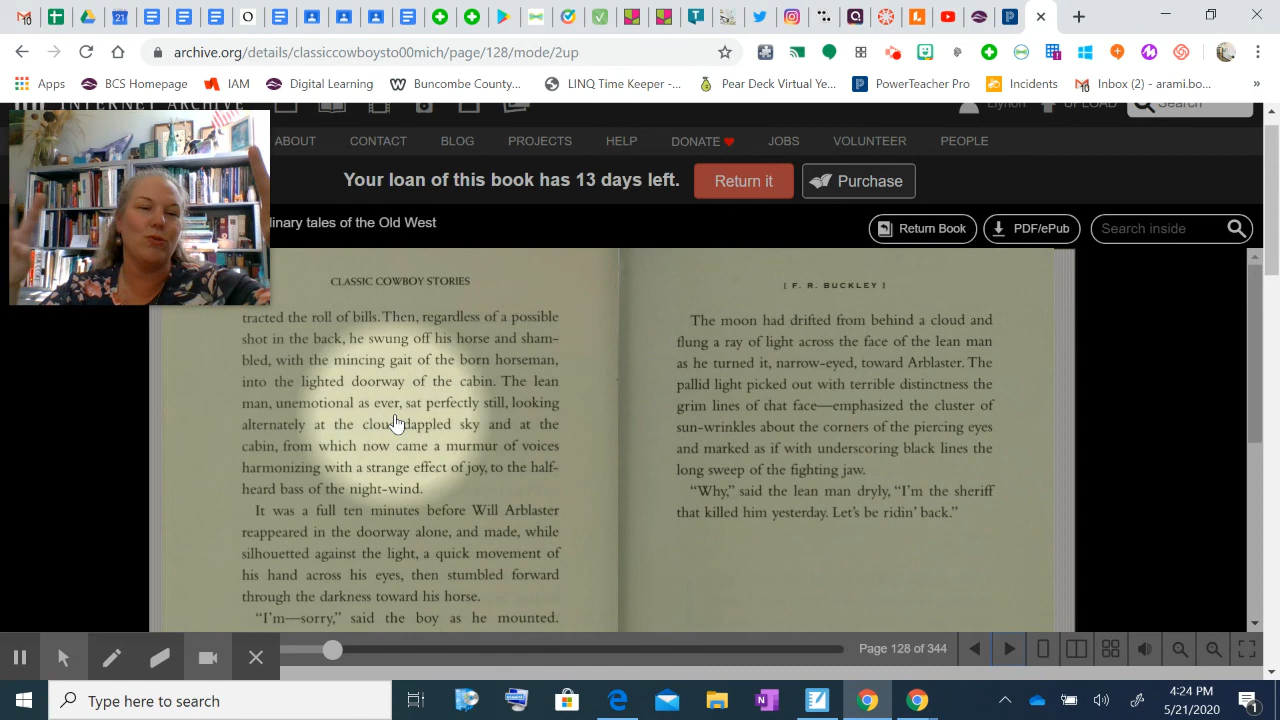 archive.org/details/classiccowboysto00mich/page/128/mode/2up
Apps
BCS Homepage
IAM
Digital Learning
Buncombe County...
LINQ Time Keeper -...
Pear Deck Virtual Ye...
PowerTeacher Pro
Incidents
Inbox (2) - arami.bo...
»
INTERNET ARCHIVE
UPLOAD
Search
ABOUT
CONTACT
BLOG
PROJECTS
HELP
DONATE
JOBS
VOLUNTEER
PEOPLE
Your loan of this book has 13 days left.
Return it
Purchase
dinary tales of the Old West
Return Book
PDF/ePub
Search inside
CLASSIC COWBOY STORIES
tracted the roll of bills. Then, regardless of a possible
shot in the back, he swung off his horse and sham-
bled, with the mincing gait of the born horseman,
into the lighted doorway of the cabin. The lean
man, unemotional as ever, sat perfectly still, looking
alternately at the cloud-dappled sky and at the
cabin, from which now came a murmur of voices
harmonizing with a strange effect of joy, to the half-
heard bass of the night-wind.
It was a full ten minutes before Will Arblaster
reappeared in the doorway alone, and made, while
silhouetted against the light, a quick movement of
his hand across his eyes, then stumbled forward
through the darkness toward his horse.
“I’m—sorry,” said the boy as he mounted.
[ F. R. BUCKLEY ]
The moon had drifted from behind a cloud and
flung a ray of light across the face of the lean man
as he turned it, narrow-eyed, toward Arblaster. The
pallid light picked out with terrible distinctness the
grim lines of that face—emphasized the cluster of
sun-wrinkles about the corners of the piercing eyes
and marked as if with underscoring black lines the
long sweep of the fighting jaw.
“Why,” said the lean man dryly, “I’m the sheriff
that killed him yesterday. Let’s be ridin’ back.”
Page 128 of 344
Type here to search
4:24 PM
5/21/2020